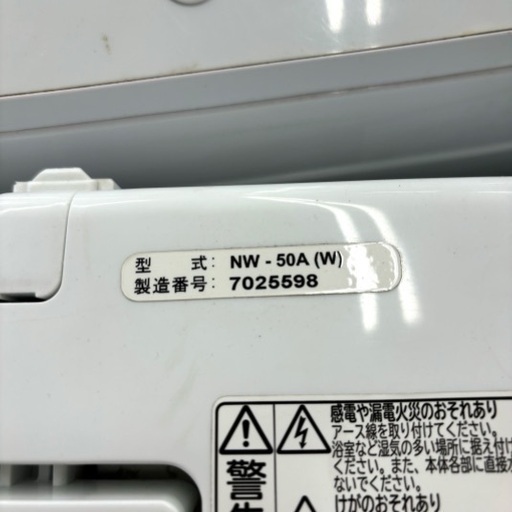 型 式: NW - 50A (W)
製造番号: 7025598
警告
感電や漏電火災のおそれあり
アース線を取り付けてください。
浴室など湿気の多い場所に据え付け
ください。また、本体各部に直接水
ないでください。
けがのおそれあり